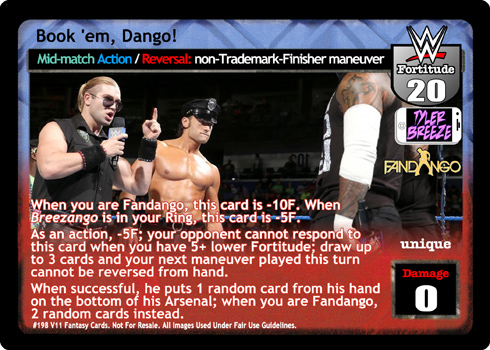 Book 'em, Dango!
Mid-match Action / Reversal: non-Trademark-Finisher maneuver
Fortitude
20
TYLER
BREEZE
FANDANGO
When you are Fandango, this card is -10F. When
Breezango is in your Ring, this card is -5F.
As an action, -5F; your opponent cannot respond to
this card when you have 5+ lower Fortitude; draw up
to 3 cards and your next maneuver played this turn
cannot be reversed from hand.
When successful, he puts 1 random card from his hand
on the bottom of his Arsenal; when you are Fandango,
2 random cards instead.
unique
Damage
0
#198 V11 Fantasy Cards. Not For Resale. All Images Used Under Fair Use Guidelines.